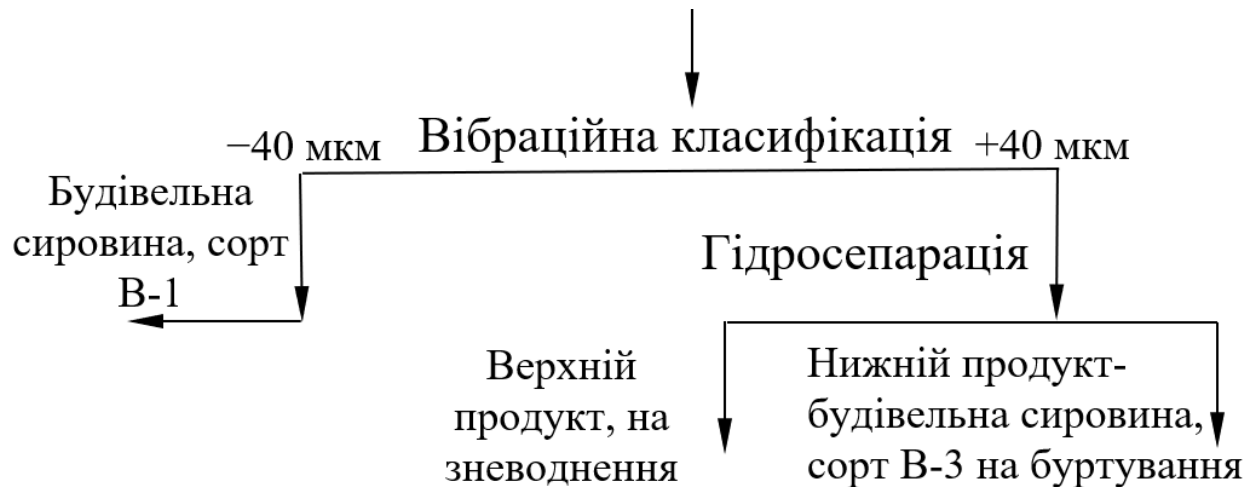 Вібраційна класифікація
−40 мкм
+40 мкм
Будівельна
сировина, сорт
В-1
Гідросепарація
Верхній
продукт, на
зневоднення
Нижній продукт-
будівельна сировина,
сорт В-3 на буртування